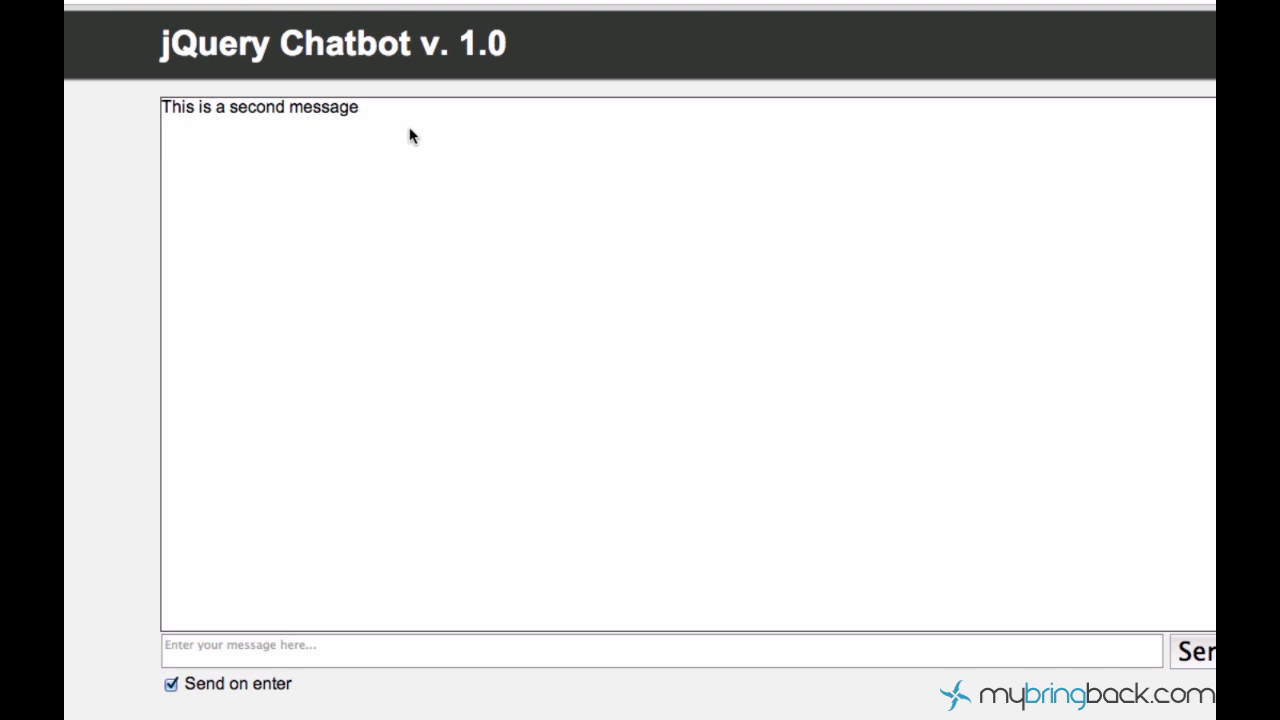 jQuery Chatbot v. 1.0
This is a second message
Enter your message here...
Ser
Send on enter
mybringback.com